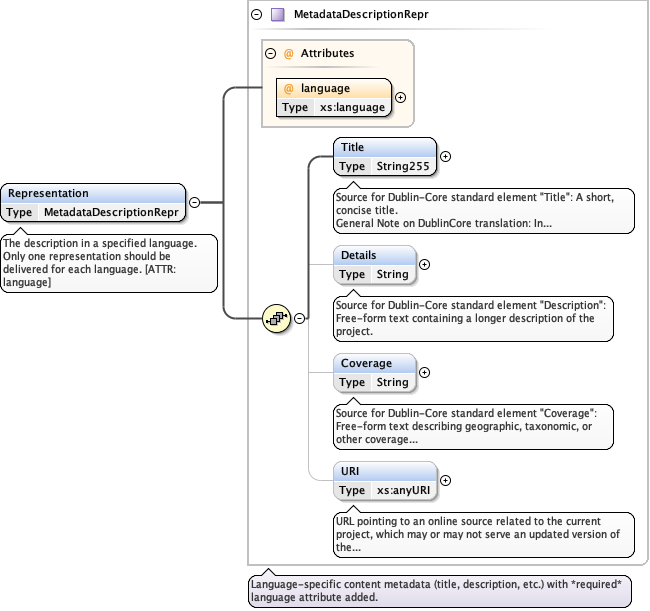 MetadataDescriptionRepr
@ Attributes
@ language
Type xs:language
Representation
Type MetadataDescriptionRepr
The description in a specified language.
Only one representation should be
delivered for each language. [ATTR:
language]
Title
Type String255
Source for Dublin-Core standard element "Title": A short,
concise title.
General Note on DublinCore translation: In...
Details
Type String
Source for Dublin-Core standard element "Description":
Free-form text containing a longer description of the
project.
Coverage
Type String
Source for Dublin-Core standard element "Coverage":
Free-form text describing geographic, taxonomic, or
other coverage...
URI
Type xs:anyURI
URL pointing to an online source related to the current
project, which may or may not serve an updated version of
the...
Language-specific content metadata (title, description, etc.) with *required*
language attribute added.